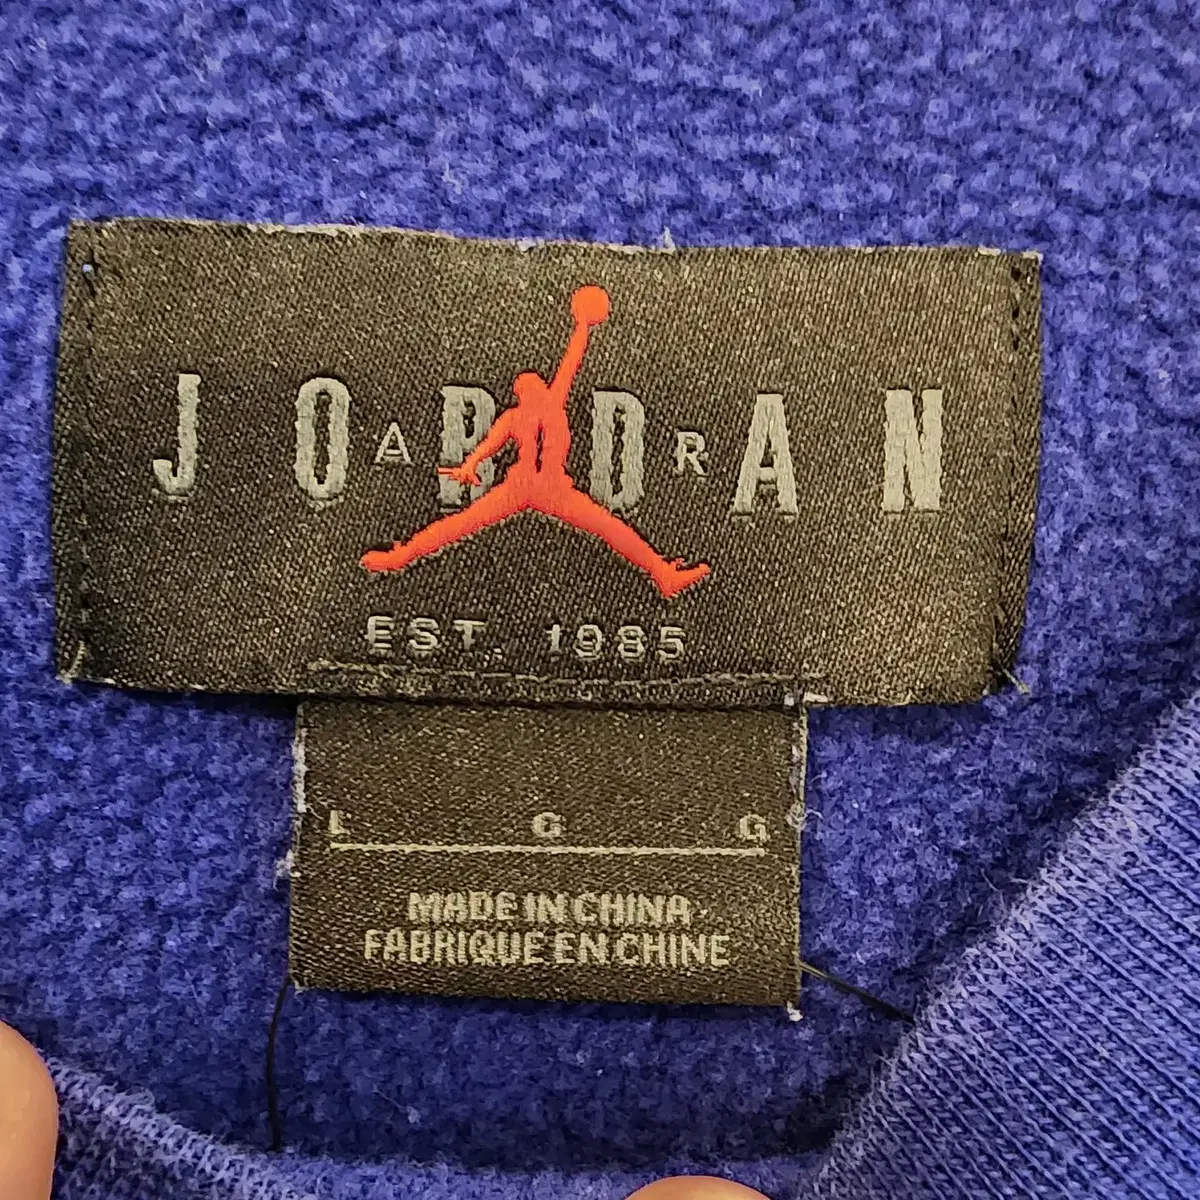 JORDAN
AIR
EST. 1985
L G G
MADE IN CHINA
FABRIQUE EN CHINE